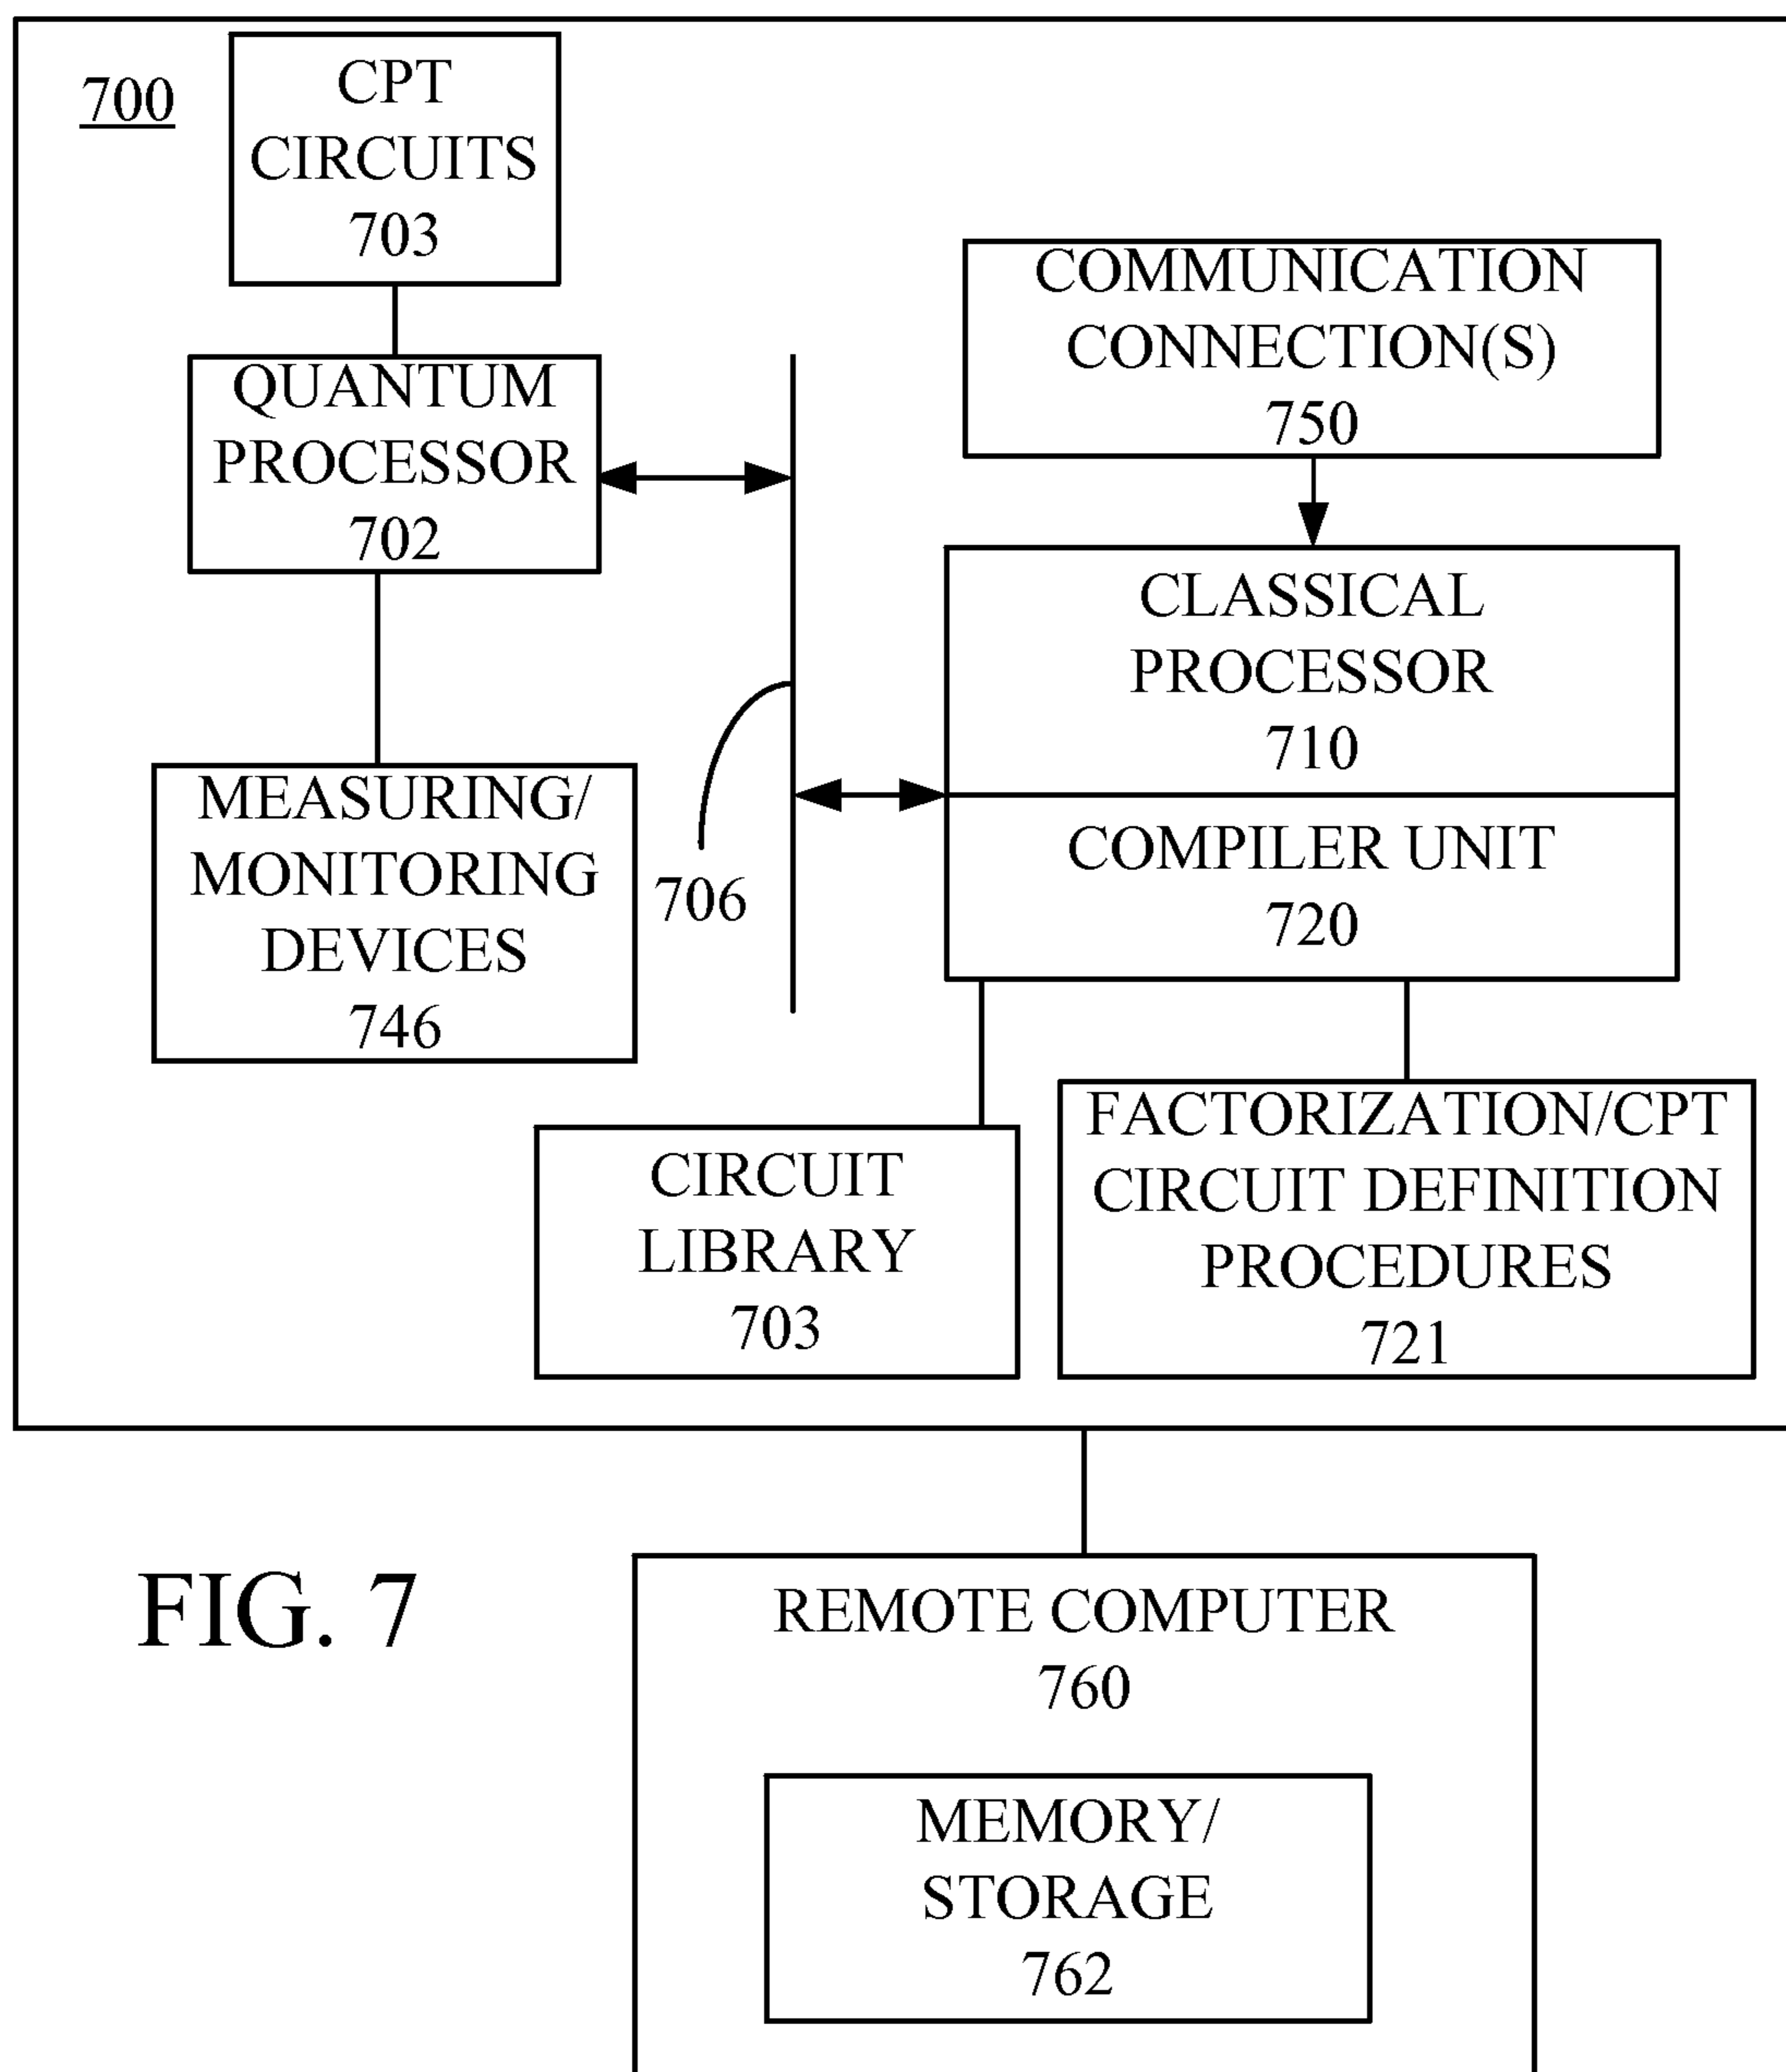 700
CPT
CIRCUITS
703
QUANTUM
PROCESSOR
702
MEASURING/
MONITORING
DEVICES
746
706
COMMUNICATION
CONNECTION(S)
750
CLASSICAL
PROCESSOR
710
COMPILER UNIT
720
CIRCUIT
LIBRARY
703
FACTORIZATION/CPT
CIRCUIT DEFINITION
PROCEDURES
721
FIG. 7
REMOTE COMPUTER
760
MEMORY/
STORAGE
762